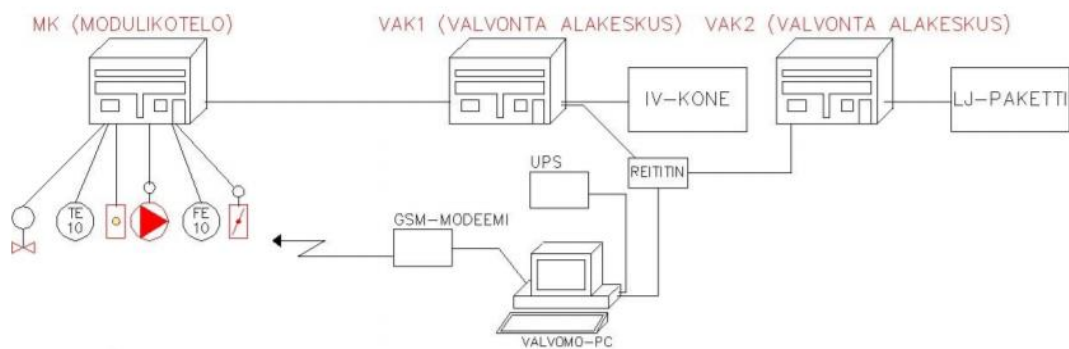 MK (MODULIKOTELO)
VAK1 (VALVONTA ALAKESKUS)
VAK2 (VALVONTA ALAKESKUS)
IV-KONE
LJ-PAKETTI
UPS
REITITIN
TE
10
FE
10
GSM-MODEEMI
VALVOMO-PC